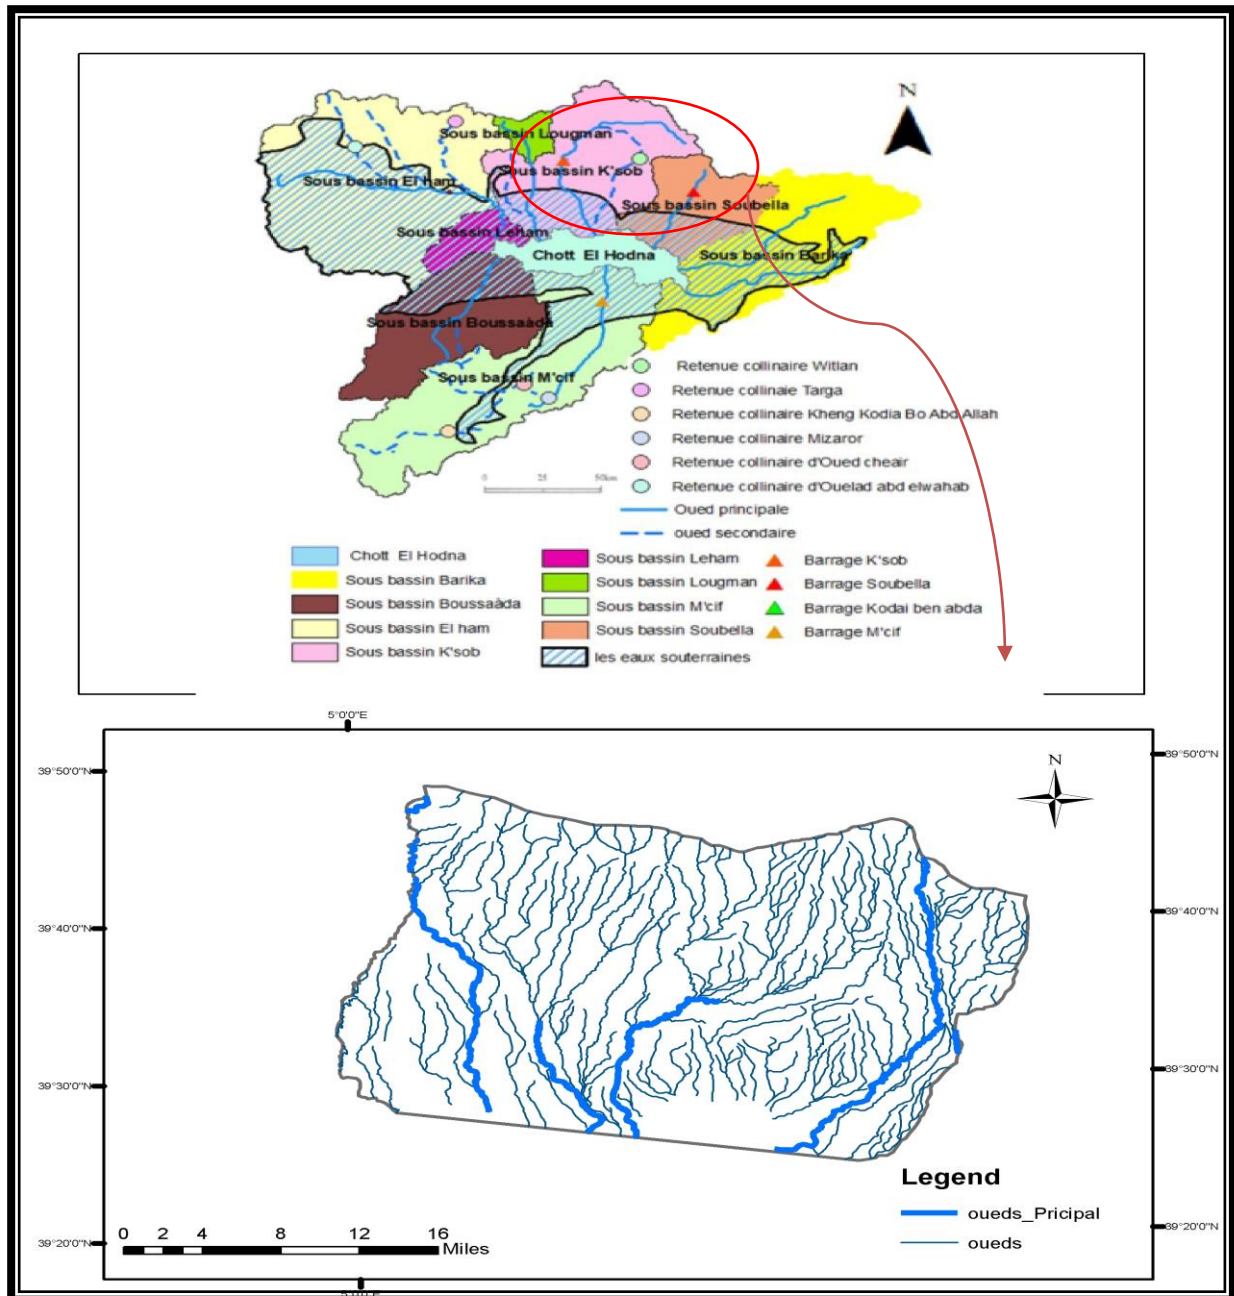 N
Sous bassin Lougman
Sous bassin K'sob
Sous bassin El ham
Sous bassin Soubella
Sous bassin Leham
Chott El Hodna
Sous bassin Barika
Sous bassin Boussaàda
Sous bassin M'cif
Retenue collinaire Witlan
Retenue collinaie Targa
Retenue collinaire Kheng Kodia Bo Abd Allah
Retenue collinaire Mizaror
Retenue collinaire d'Oued cheair
Retenue collinaire d'Ouelad abd elwahab
0 25 50km
Oued principale
oued secondaire
Chott El Hodna
Sous bassin Barika
Sous bassin Boussaàda
Sous bassin El ham
Sous bassin K'sob
Sous bassin Leham
Sous bassin Lougman
Sous bassin M'cif
Sous bassin Soubella
les eaux souterraines
Barrage K'sob
Barrage Soubella
Barrage Kodai ben abda
Barrage M'cif
5°0'0"E
39°50'0"N
39°50'0"N
N
39°40'0"N
39°40'0"N
39°30'0"N
39°30'0"N
Legend
oueds_Pricipal
oueds
39°20'0"N
39°20'0"N
0 2 4 8 12 16
Miles
5°0'0"E